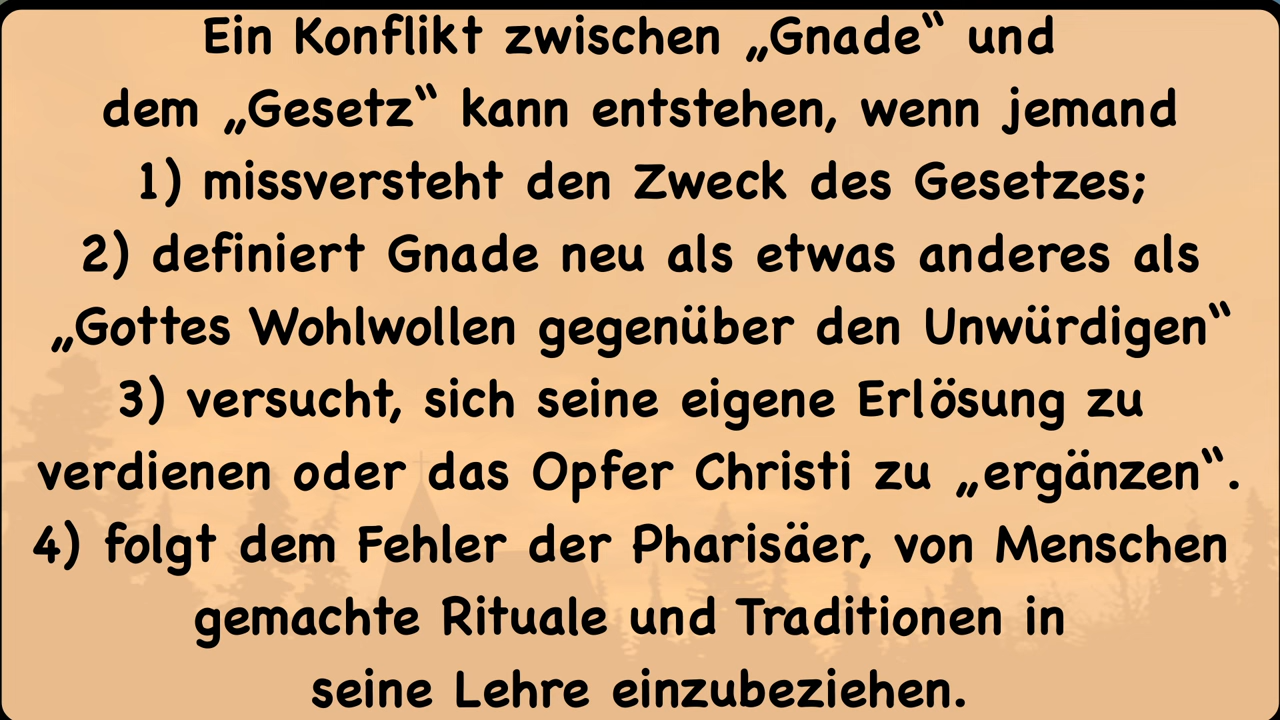 Ein Konflikt zwischen „Gnade“ und
dem „Gesetz“ kann entstehen, wenn jemand
1) missversteht den Zweck des Gesetzes;
2) definiert Gnade neu als etwas anderes als
„Gottes Wohlwollen gegenüber den Unwürdigen“
3) versucht, sich seine eigene Erlösung zu
verdienen oder das Opfer Christi zu „ergänzen“.
4) folgt dem Fehler der Pharisäer, von Menschen
gemachte Rituale und Traditionen in
seine Lehre einzubeziehen.